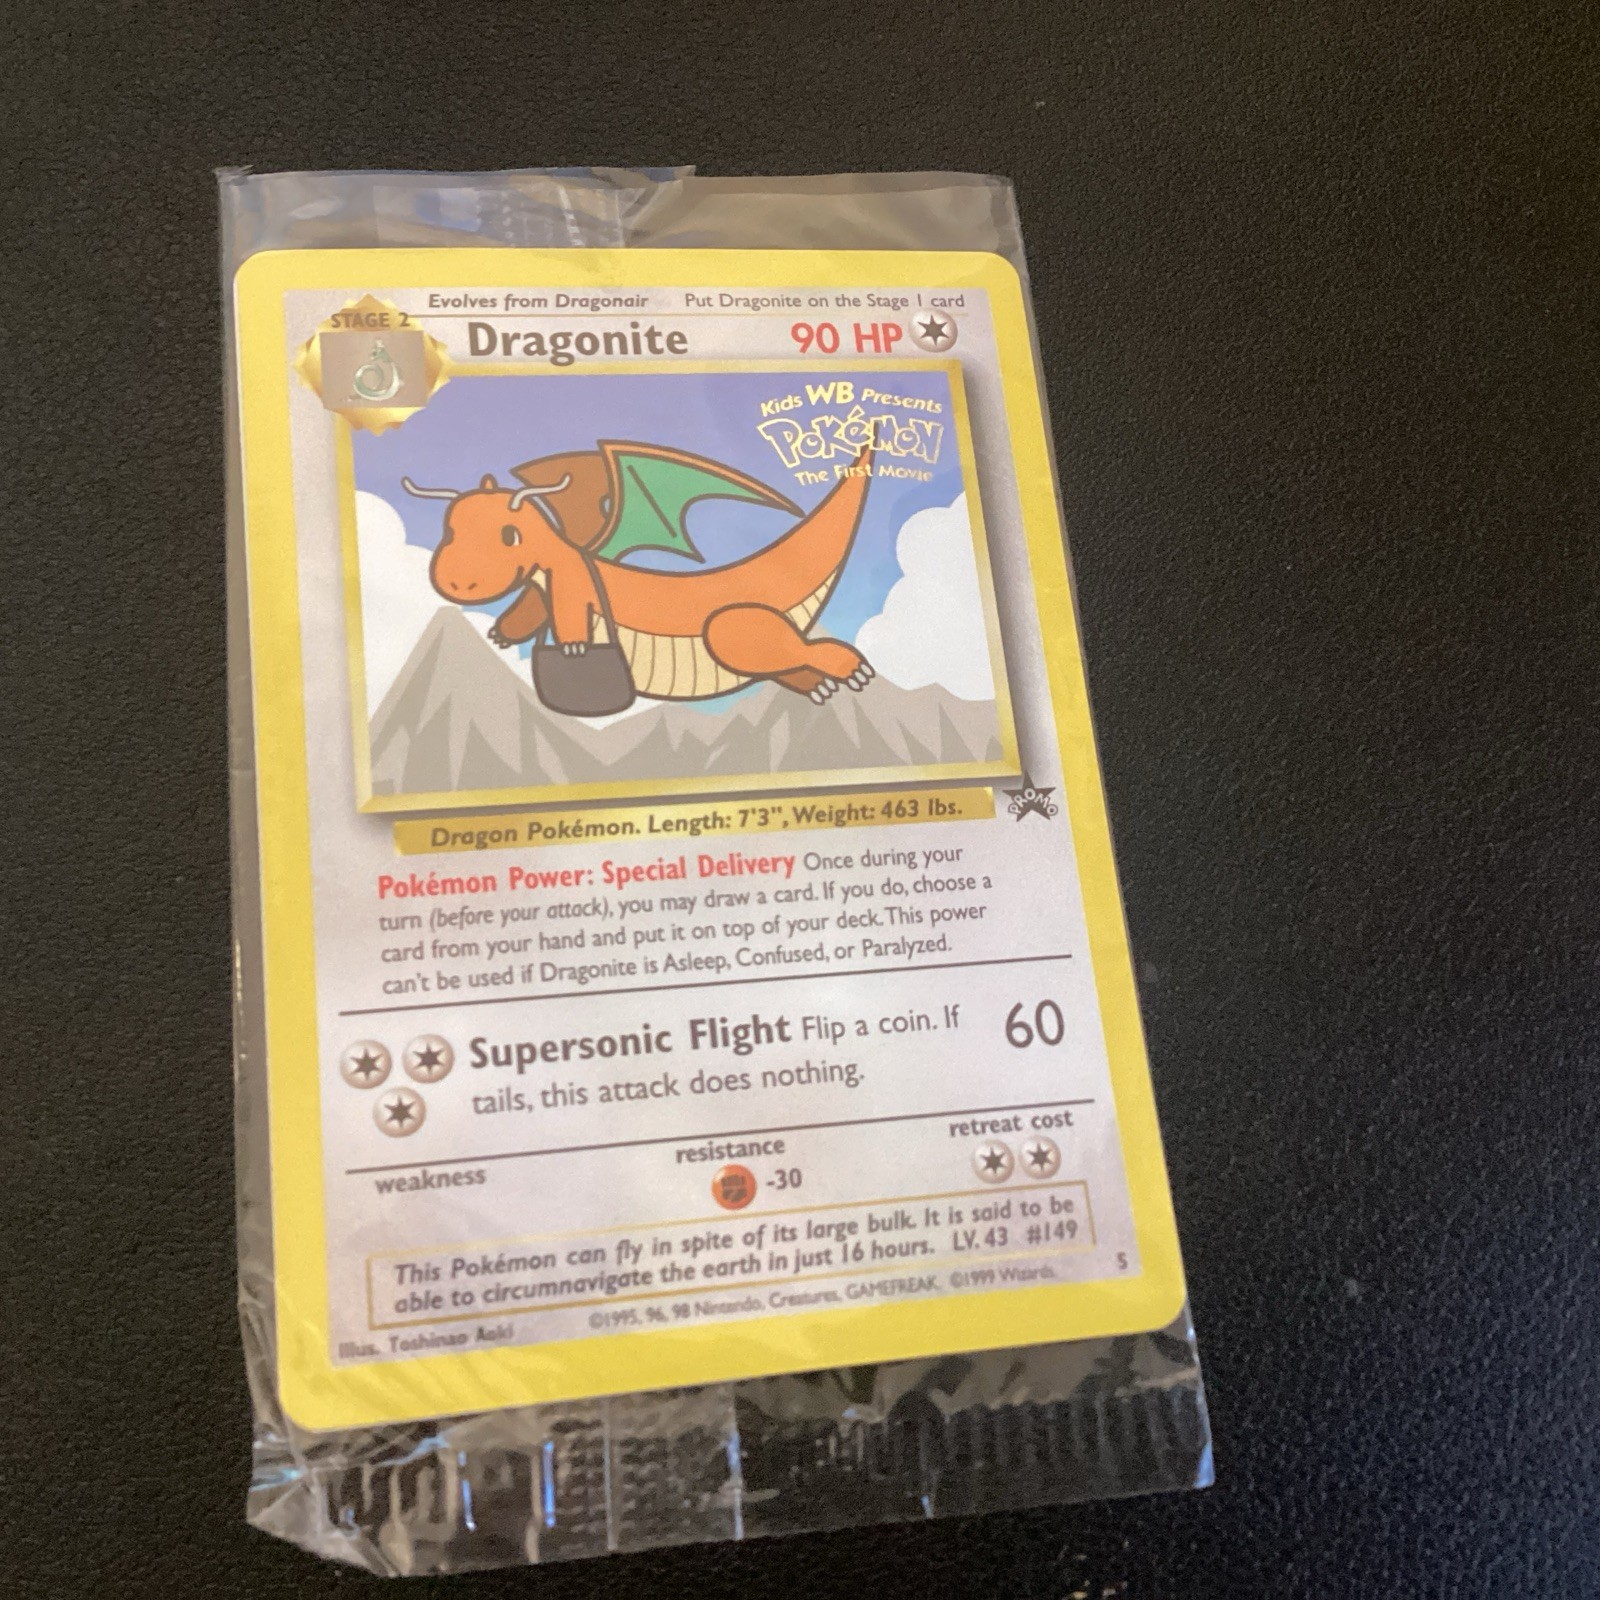 Evolves from Dragonair Put Dragonite on the Stage 1 card
STAGE 2
Dragonite 90 HP
Kids WB Presents
POKéMON
The First Movie
PROMO
Dragon Pokémon. Length: 7'3", Weight: 463 lbs.
Pokémon Power: Special Delivery Once during your
turn (before your attack), you may draw a card. If you do, choose a
card from your hand and put it on top of your deck. This power
can't be used if Dragonite is Asleep, Confused, or Paralyzed.
Supersonic Flight Flip a coin. If 60
tails, this attack does nothing.
weakness resistance retreat cost
-30
This Pokémon can fly in spite of its large bulk. It is said to be
able to circumnavigate the earth in just 16 hours. LV. 43 #149
Illus. Toshinao Aoki ©1995, 96, 98 Nintendo, Creatures, GAMEFREAK. ©1999 Wizards. 5